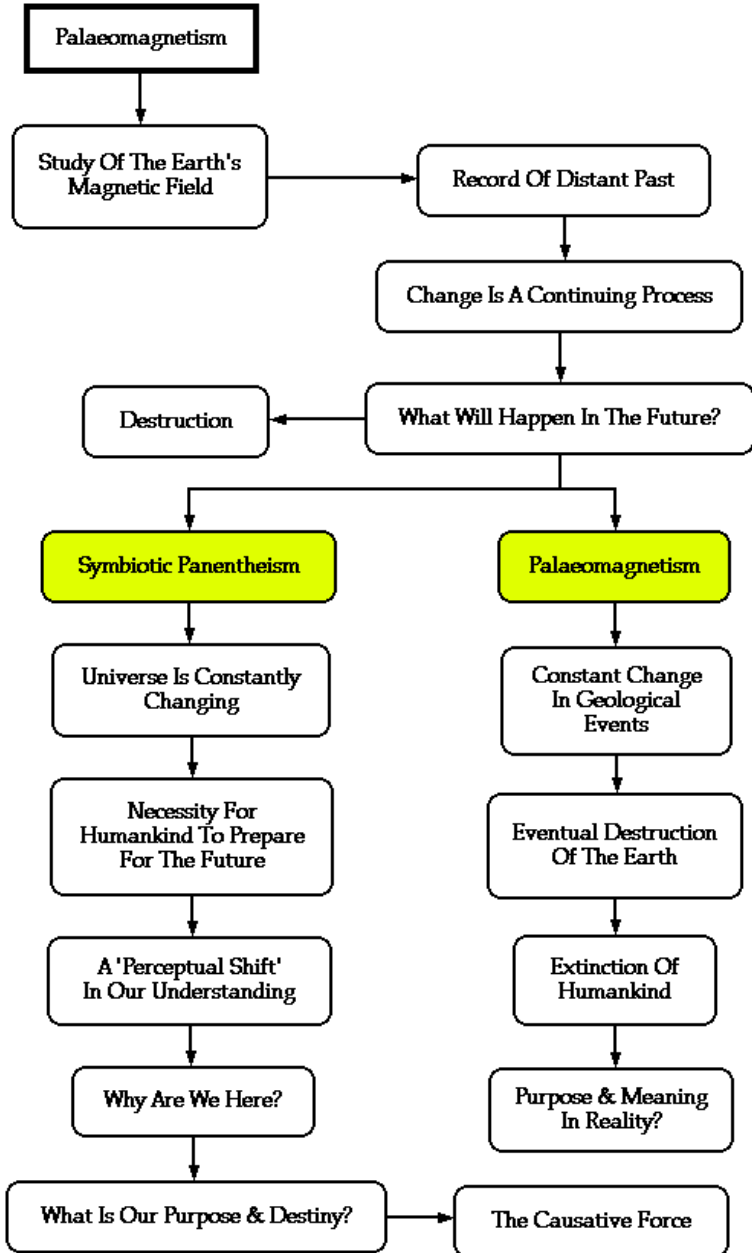 Palaeomagnetism
Study Of The Earth's
Magnetic Field
Record Of Distant Past
Change Is A Continuing Process
What Will Happen In The Future?
Destruction
Symbiotic Panentheism
Universe Is Constantly
Changing
Necessity For
Humankind To Prepare
For The Future
A 'Perceptual Shift'
In Our Understanding
Why Are We Here?
What Is Our Purpose & Destiny?
The Causative Force
Palaeomagnetism
Constant Change
In Geological
Events
Eventual Destruction
Of The Earth
Extinction Of
Humankind
Purpose & Meaning
In Reality?